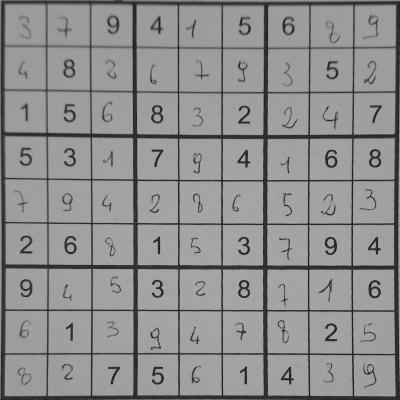 3 7 9 4 1 5 6 8 9
4 8 2 6 7 9 3 5 2
1 5 6 8 3 2 2 4 7
5 3 1 7 9 4 1 6 8
7 9 4 2 8 6 5 2 3
2 6 8 1 5 3 7 9 4
9 4 5 3 2 8 7 1 6
6 1 3 9 4 7 8 2 5
8 2 7 5 6 1 4 3 9